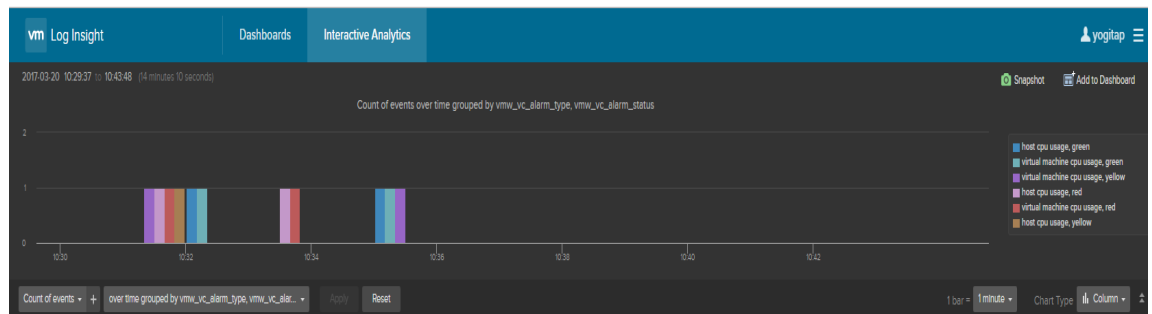 vm Log Insight Dashboards Interactive Analytics yogitap
2017-03-20 10:29:37 to 10:43:48 (14 minutes 10 seconds) Snapshot Add to Dashboard
Count of events over time grouped by vmw_vc_alarm_type, vmw_vc_alarm_status
2
1
0
host cpu usage, green
virtual machine cpu usage, green
virtual machine cpu usage, yellow
host cpu usage, red
virtual machine cpu usage, red
host cpu usage, yellow
10:30 10:32 10:34 10:36 10:38 10:40 10:42
Count of events + over time grouped by vmw_vc_alarm_type, vmw_vc_alar... Apply Reset 1 bar = 1 minute Chart Type Column